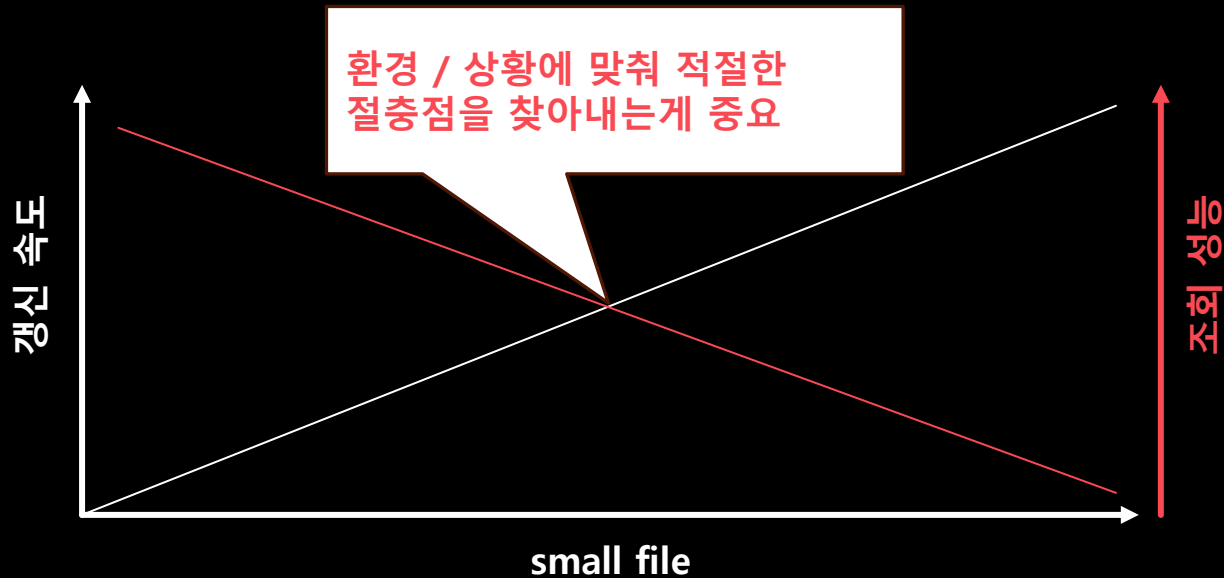 환경 / 상황에 맞춰 적절한
절충점을 찾아내는게 중요
갱신 속도
조회 성능
small file